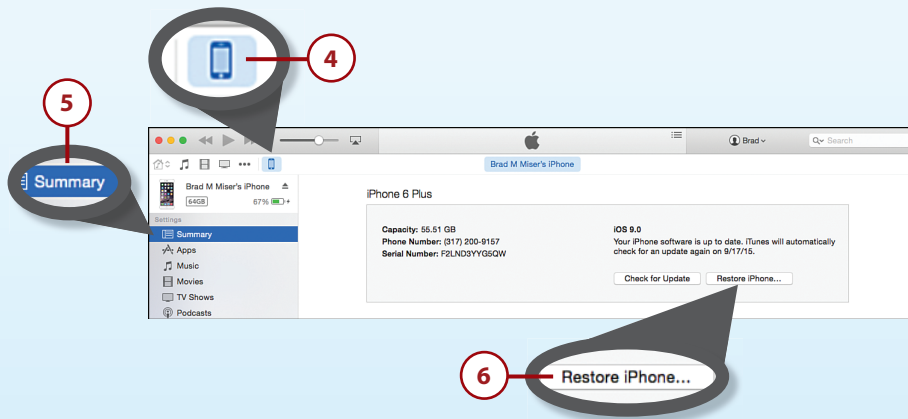 4
5
Summary
Brad
Search
Brad M Miser's iPhone
Brad M Miser's iPhone
64GB
67%
Settings
Summary
Apps
Music
Movies
TV Shows
Podcasts
iPhone 6 Plus
Capacity: 55.51 GB
Phone Number: (317) 200-9157
Serial Number: F2LND3YYG5QW
iOS 9.0
Your iPhone software is up to date. iTunes will automatically
check for an update again on 9/17/15.
Check for Update
Restore iPhone...
6
Restore iPhone...